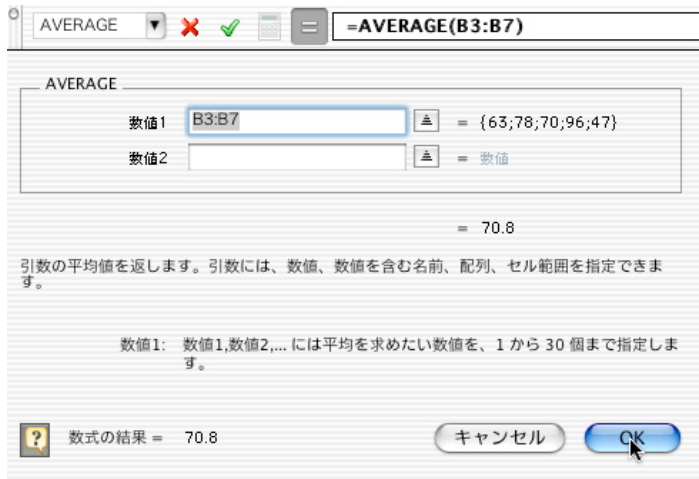 AVERAGE =AVERAGE(B3:B7)
AVERAGE
数値1 B3:B7 = {63;78;70;96;47}
数値2 = 数値
= 70.8
引数の平均値を返します。引数には、数値、数値を含む名前、配列、セル範囲を指定できま
す。
数値1: 数値1,数値2,... には平均を求めたい数値を、1 から 30 個まで指定しま
す。
? 数式の結果 = 70.8 キャンセル OK